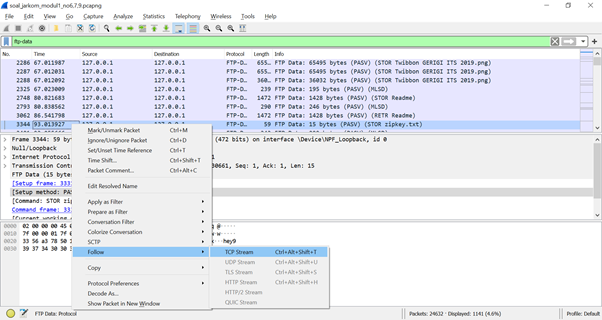 soal_jarkom_modul1_no6.7.9.pcapng
File Edit View Go Capture Analyze Statistics Telephony Wireless Tools Help
ftp-data
No. Time Source Destination Protocol Length Info
2286 67.011987 127.0.0.1 127.0.0.1 FTP-D… 655… FTP Data: 65495 bytes (PASV) (STOR Twibbon GERIGI ITS 2019.png)
2287 67.012031 127.0.0.1 127.0.0.1 FTP-D… 655… FTP Data: 65495 bytes (PASV) (STOR Twibbon GERIGI ITS 2019.png)
2288 67.012092 127.0.0.1 127.0.0.1 FTP-D… 360… FTP Data: 36032 bytes (PASV) (STOR Twibbon GERIGI ITS 2019.png)
2325 67.023009 127.0.0.1 127.0.0.1 FTP-D… 239 FTP Data: 195 bytes (PASV) (MLSD)
2748 80.821683 127.0.0.1 127.0.0.1 FTP-D… 1472 FTP Data: 1428 bytes (PASV) (STOR Readme)
2793 80.838562 127.0.0.1 127.0.0.1 FTP-D… 290 FTP Data: 246 bytes (PASV) (MLSD)
3062 86.541798 127.0.0.1 127.0.0.1 FTP-D… 1472 FTP Data: 1428 bytes (PASV) (RETR Readme)
3344 93.013927 127.0.0.1 127.0.0.1 FTP-D… 59 FTP Data: 15 bytes (PASV) (STOR zipkey.txt)
Mark/Unmark Packet Ctrl+M
Frame 3344: 59 by (472 bits) on interface \Device\NPF_Loopback, id 0
Ignore/Unignore Packet Ctrl+D
Null/Loopback
Set/Unset Time Reference Ctrl+T
Internet Protocol
Time Shift... Ctrl+Shift+T
Transmission Contr 30661, Seq: 1, Ack: 1, Len: 15
Packet Comment... Ctrl+Alt+C
FTP Data (15 bytes
[Setup frame: 333
Edit Resolved Name
[Setup method: PAS
[Command: STOR zip
Apply as Filter
Command frame: 33
Prepare as Filter
[Current working
Conversation Filter
Colorize Conversation
0000 02 00 00 00 45 0
SCTP
0010 7f 00 00 01 7f 0
0020 33 56 a3 78 50 1 hey9
Follow TCP Stream Ctrl+Alt+Shift+T
0030 39 37 34 30 30
UDP Stream Ctrl+Alt+Shift+U
Copy TLS Stream Ctrl+Alt+Shift+S
HTTP Stream Ctrl+Alt+Shift+H
Protocol Preferences
HTTP/2 Stream
Decode As...
QUIC Stream
Show Packet in New Window
FTP Data: Protocol Packets: 24632 · Displayed: 1141 (4.6%) Profile: Default